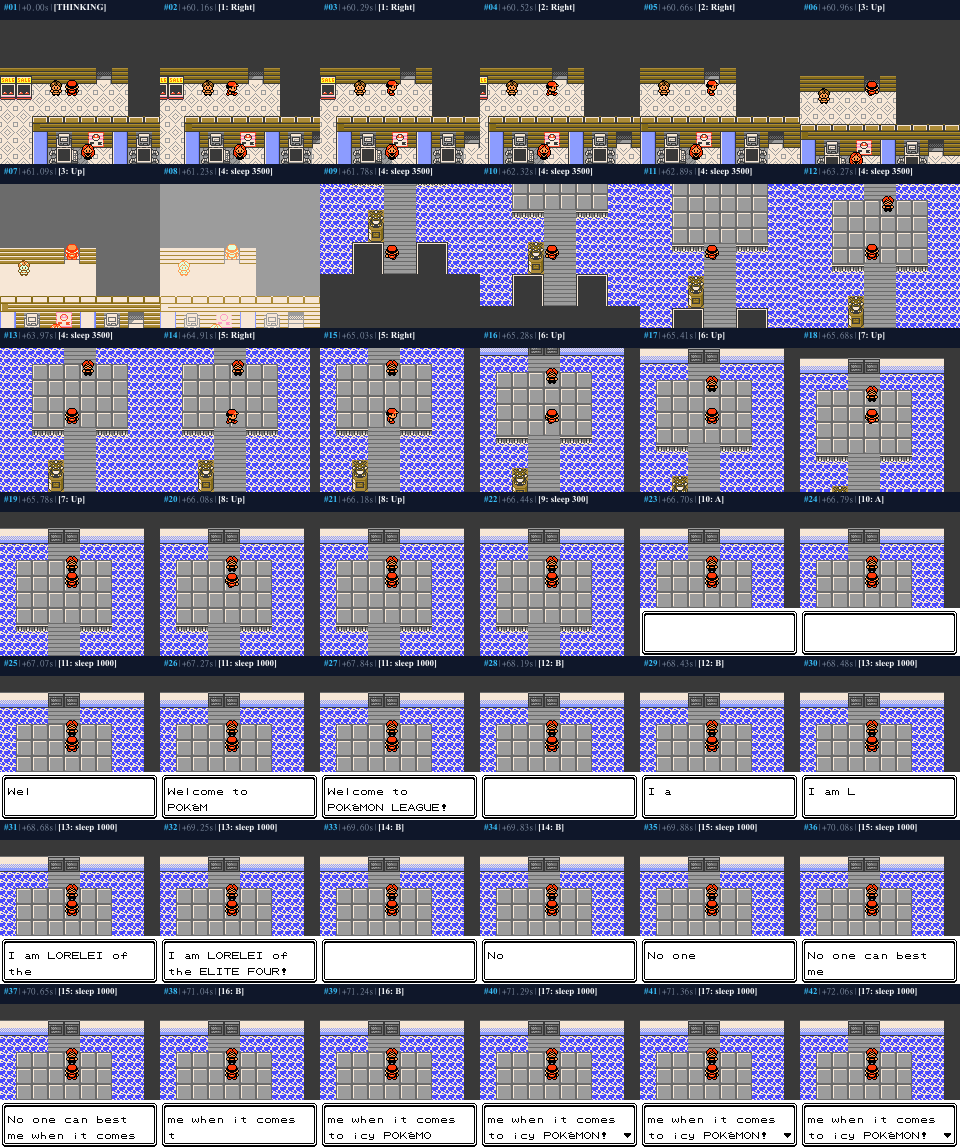 #01|+0.00s| [THINKING]
#02|+60.16s| [1: Right]
#03|+60.29s| [1: Right]
#04|+60.52s| [2: Right]
#05|+60.66s| [2: Right]
#06|+60.96s| [3: Up]
SALE SALE
SALE SALE
SALE
SALE
#07|+61.09s| [3: Up]
#08|+61.23s| [4: sleep 3500]
#09|+61.78s| [4: sleep 3500]
#10|+62.32s| [4: sleep 3500]
#11|+62.89s| [4: sleep 3500]
#12|+63.27s| [4: sleep 3500]
#13|+63.97s| [4: sleep 3500]
#14|+64.91s| [5: Right]
#15|+65.03s| [5: Right]
#16|+65.28s| [6: Up]
#17|+65.41s| [6: Up]
#18|+65.68s| [7: Up]
#19|+65.78s| [7: Up]
#20|+66.08s| [8: Up]
#21|+66.18s| [8: Up]
#22|+66.44s| [9: sleep 300]
#23|+66.70s| [10: A]
#24|+66.79s| [10: A]
#25|+67.07s| [11: sleep 1000]
#26|+67.27s| [11: sleep 1000]
#27|+67.84s| [11: sleep 1000]
#28|+68.19s| [12: B]
#29|+68.43s| [12: B]
#30|+68.48s| [13: sleep 1000]
Wel
Welcome to
POKéM
Welcome to
POKéMON LEAGUE!
I a
I am L
#31|+68.68s| [13: sleep 1000]
#32|+69.25s| [13: sleep 1000]
#33|+69.60s| [14: B]
#34|+69.83s| [14: B]
#35|+69.88s| [15: sleep 1000]
#36|+70.08s| [15: sleep 1000]
I am LORELEI of
the
I am LORELEI of
the ELITE FOUR!
No
No one
No one can best
me
#37|+70.65s| [15: sleep 1000]
#38|+71.04s| [16: B]
#39|+71.24s| [16: B]
#40|+71.29s| [17: sleep 1000]
#41|+71.36s| [17: sleep 1000]
#42|+72.06s| [17: sleep 1000]
No one can best
me when it comes
me when it comes
t
me when it comes
to icy POKéMO
me when it comes
to icy POKéMON!
me when it comes
to icy POKéMON!
me when it comes
to icy POKéMON!